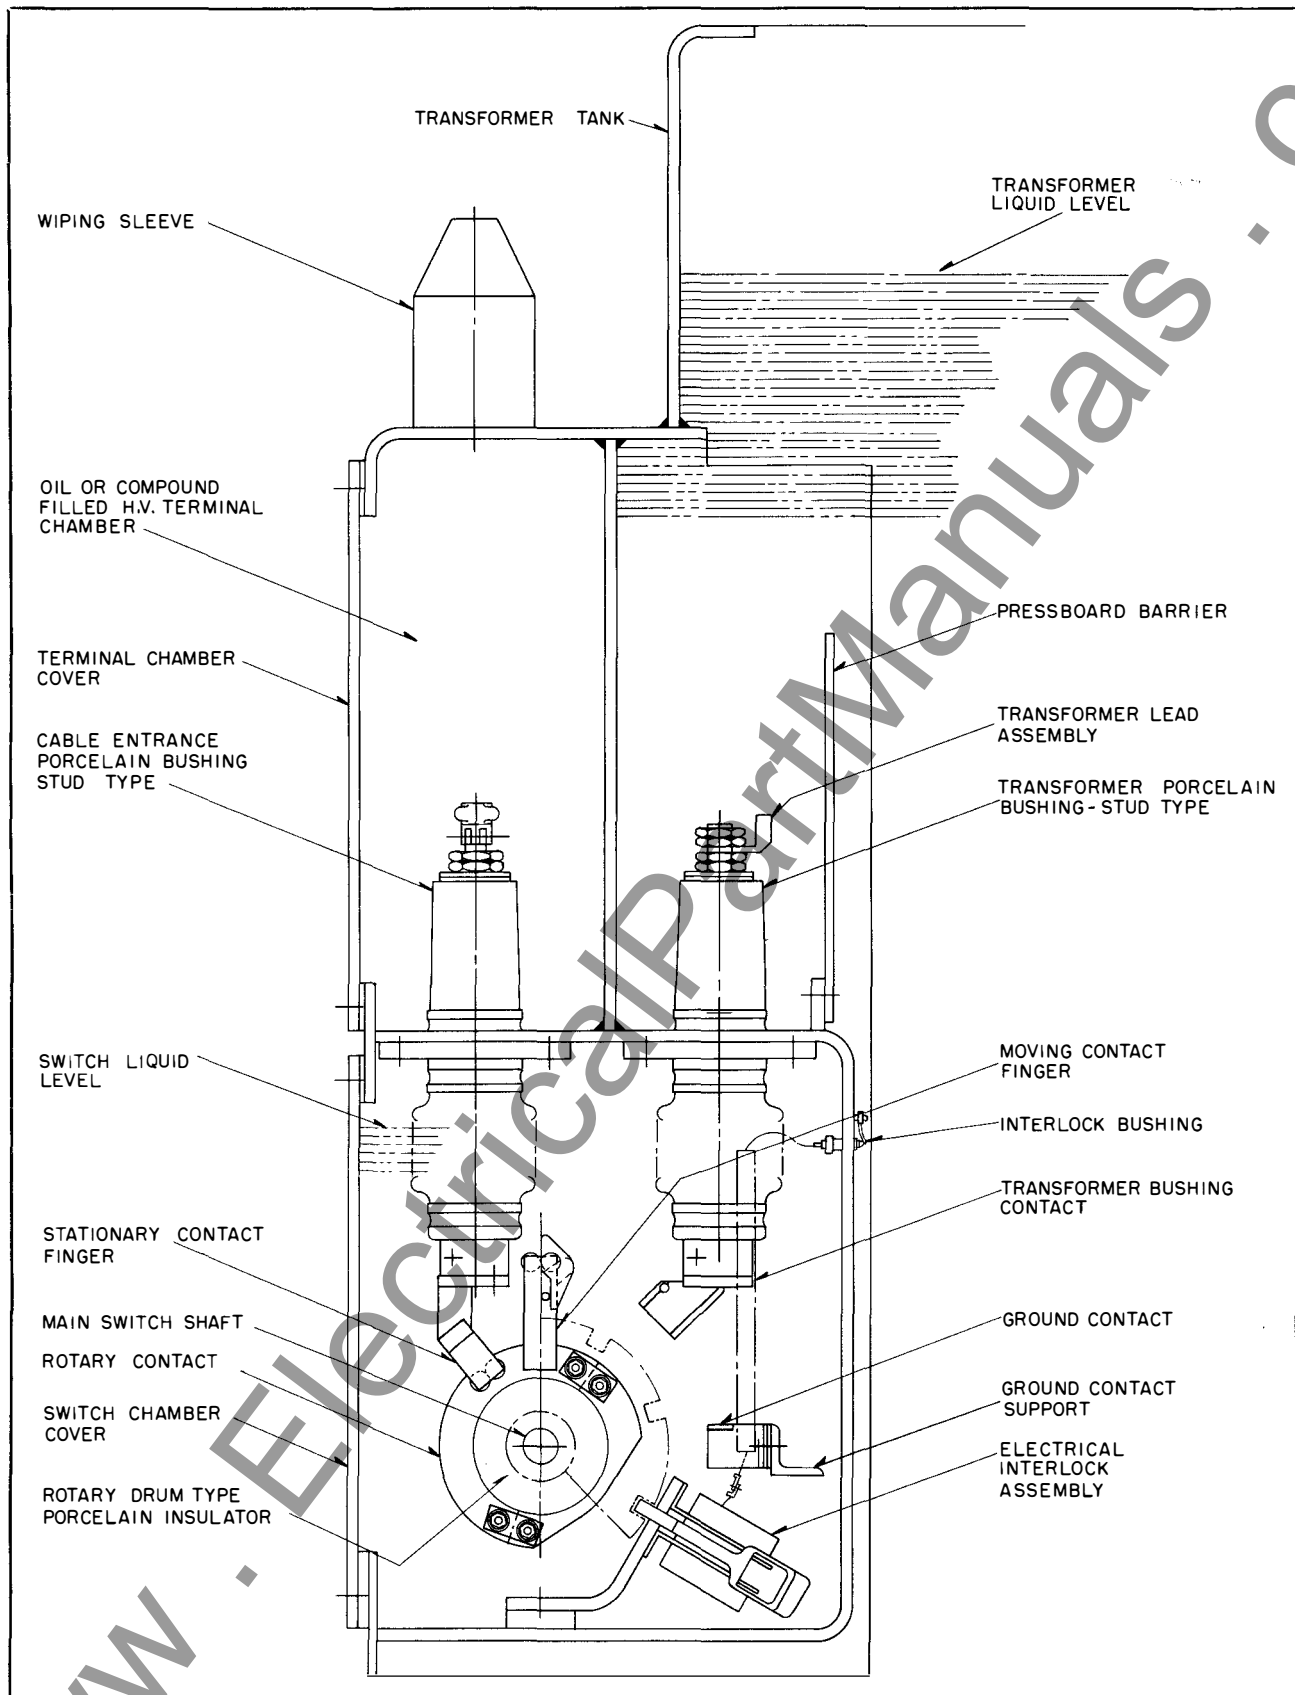 TRANSFORMER TANK
TRANSFORMER
LIQUID LEVEL
WIPING SLEEVE
OIL OR COMPOUND
FILLED H.V. TERMINAL
CHAMBER
PRESSBOARD BARRIER
TERMINAL CHAMBER
COVER
TRANSFORMER LEAD
ASSEMBLY
CABLE ENTRANCE
PORCELAIN BUSHING
STUD TYPE
TRANSFORMER PORCELAIN
BUSHING-STUD TYPE
SWITCH LIQUID
LEVEL
MOVING CONTACT
FINGER
INTERLOCK BUSHING
TRANSFORMER BUSHING
CONTACT
STATIONARY CONTACT
FINGER
MAIN SWITCH SHAFT
GROUND CONTACT
ROTARY CONTACT
GROUND CONTACT
SUPPORT
SWITCH CHAMBER
COVER
ELECTRICAL
INTERLOCK
ASSEMBLY
ROTARY DRUM TYPE
PORCELAIN INSULATOR
w . ElectricalPartManuals .